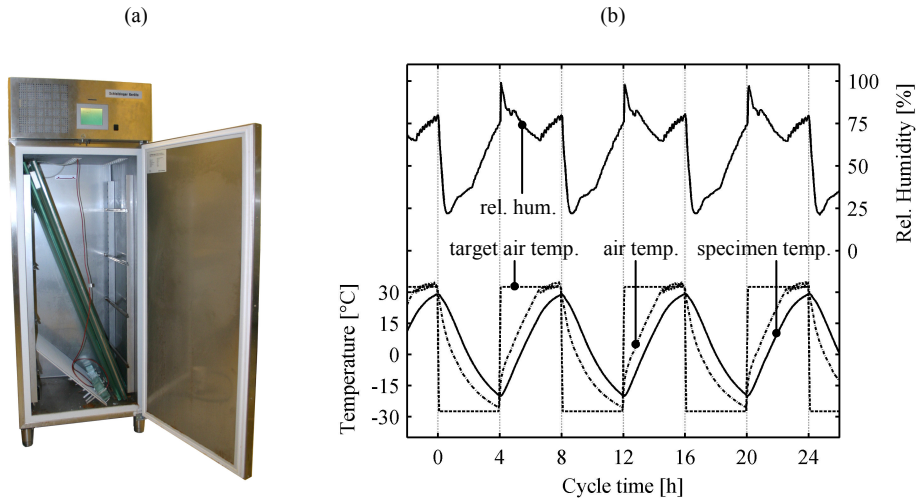 (a)
(b)
100
75
50
25
0
Rel. Humidity [%]
rel. hum.
target air temp.
air temp.
specimen temp.
30
15
0
-15
-30
Temperature [°C]
0 4 8 12 16 20 24
Cycle time [h]